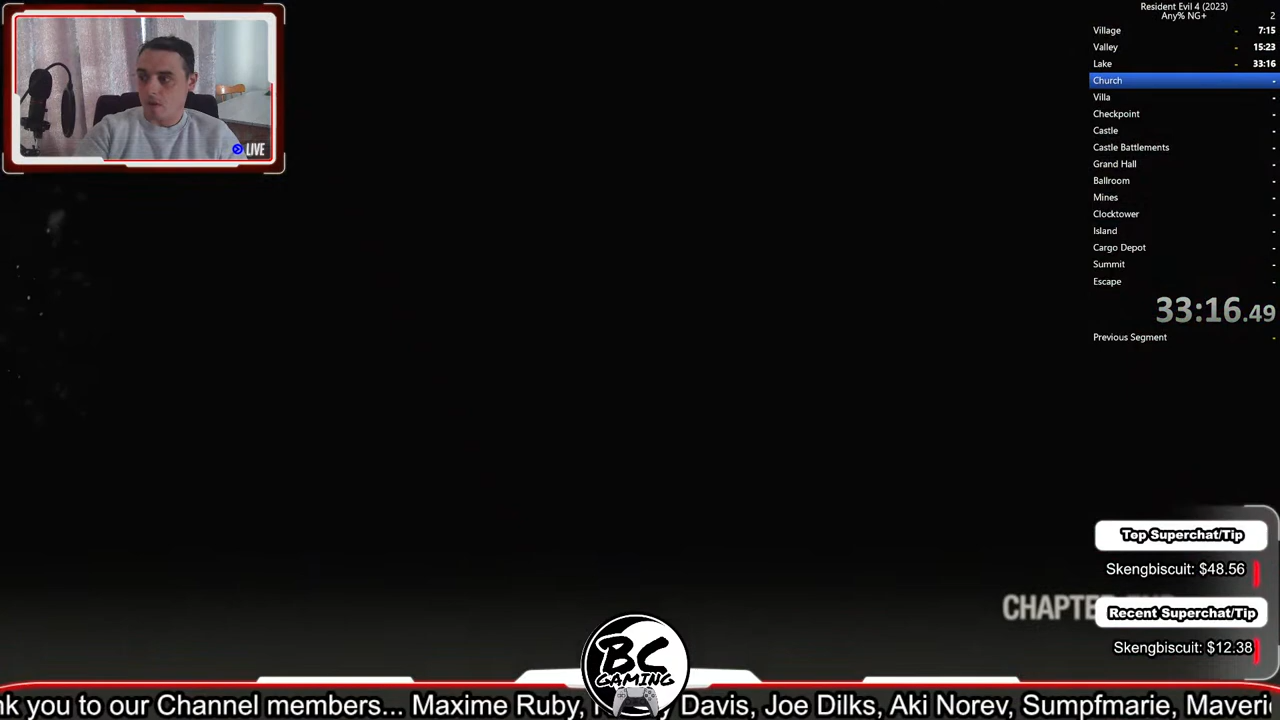 Resident Evil 4 (2023)
Any% NG+ 2
Village - 7:15
Valley - 15:23
Lake - 33:16
Church -
Villa -
Checkpoint -
Castle -
Castle Battlements -
Grand Hall -
Ballroom -
Mines -
Clocktower -
Island -
Cargo Depot -
Summit -
Escape -
33:16.49
Previous Segment -
LIVE
Top Superchat/Tip
Skengbiscuit: $48.56
CHAPTE
Recent Superchat/Tip
Skengbiscuit: $12.38
BC
GAMING
nk you to our Channel members... Maxime Ruby, Davis, Joe Dilks, Aki Norev, Sumpfmarie, Maveri